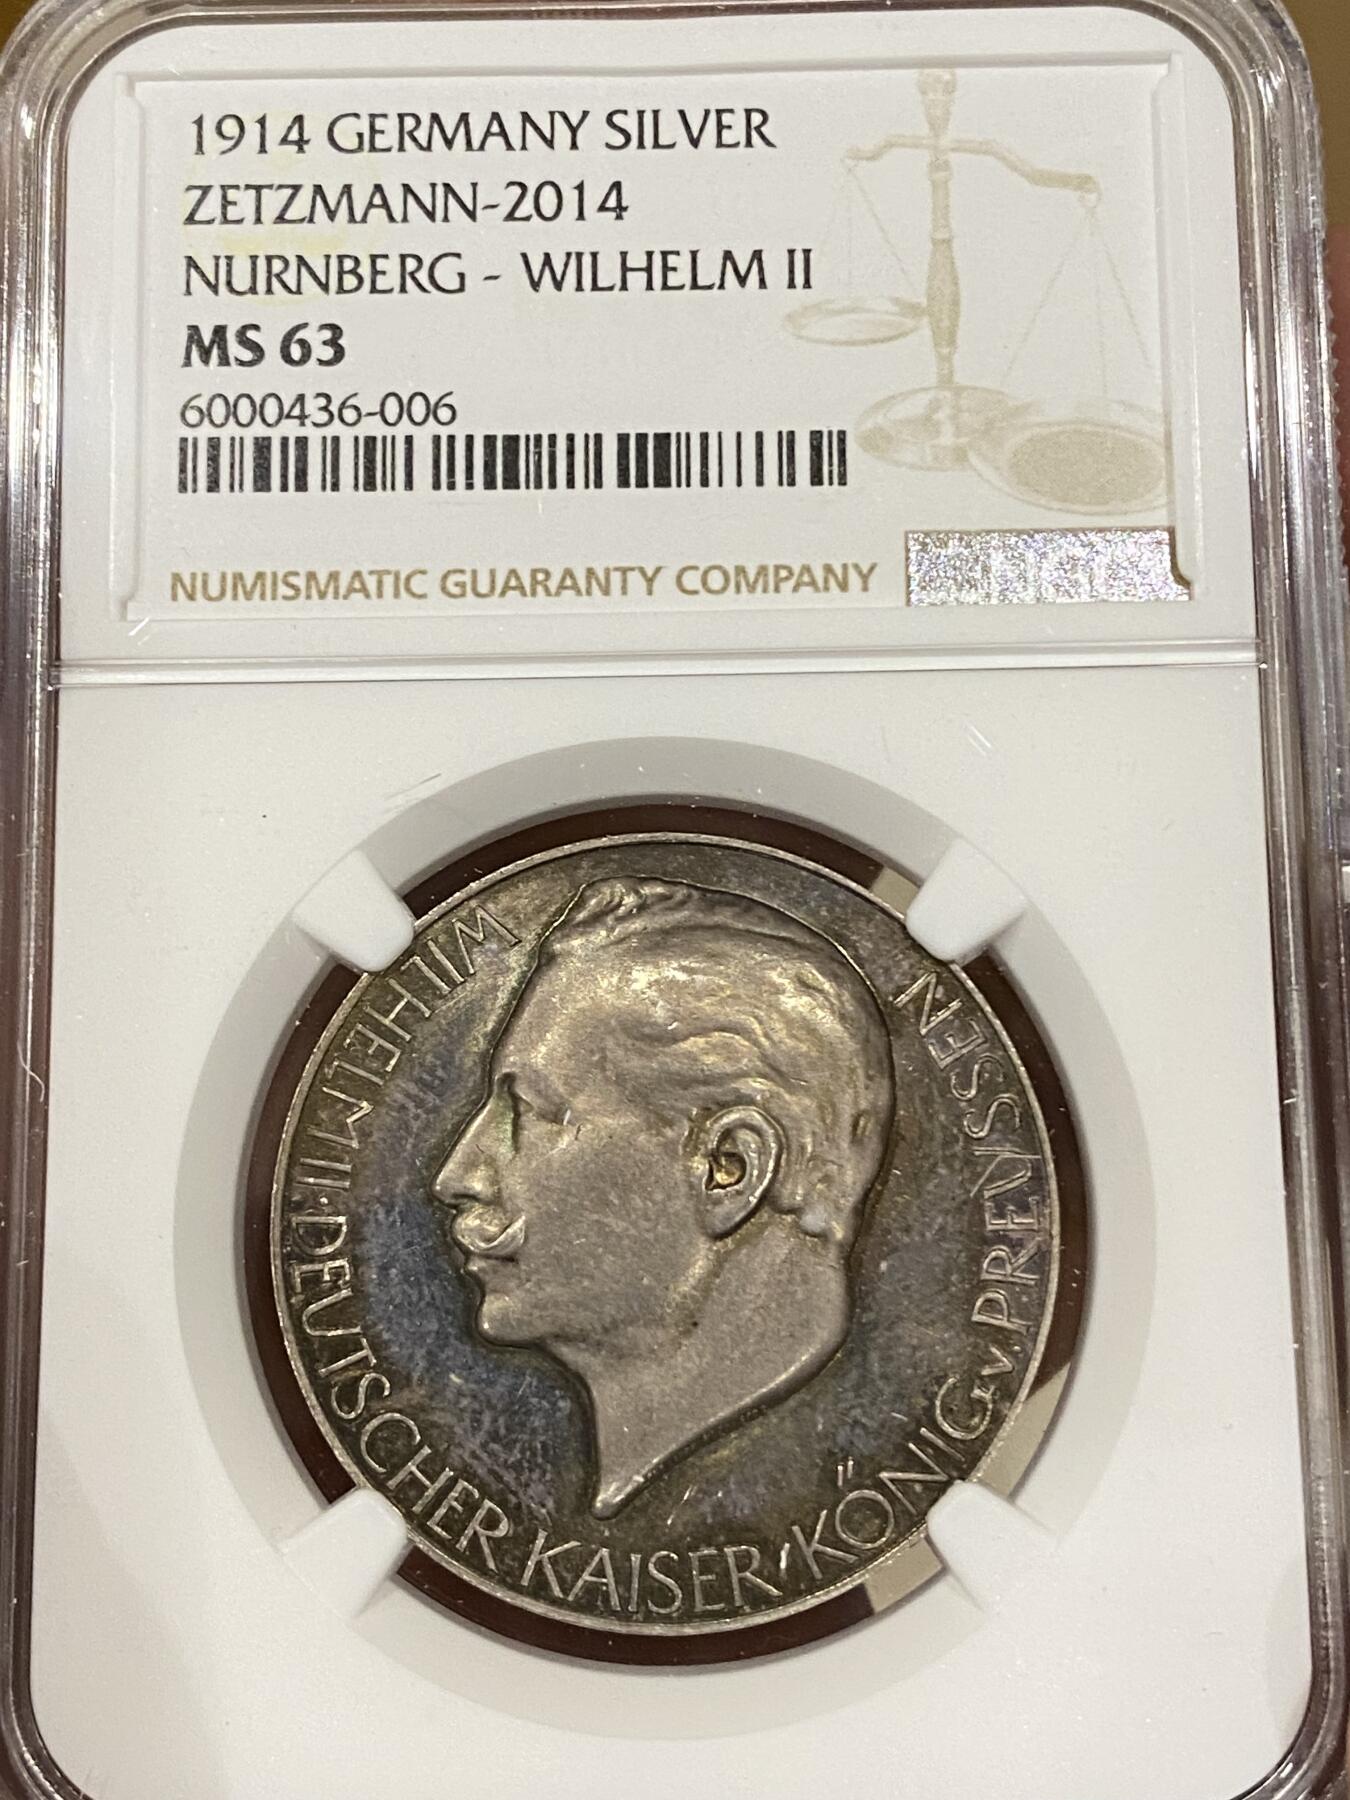 1914 GERMANY SILVER
ZETZMANN-2014
NURNBERG - WILHELM II
MS 63
6000436-006
NUMISMATIC GUARANTY COMPANY
WILHELM II · DEUTSCHER KAISER, KÖNIG v. PREVSSEN